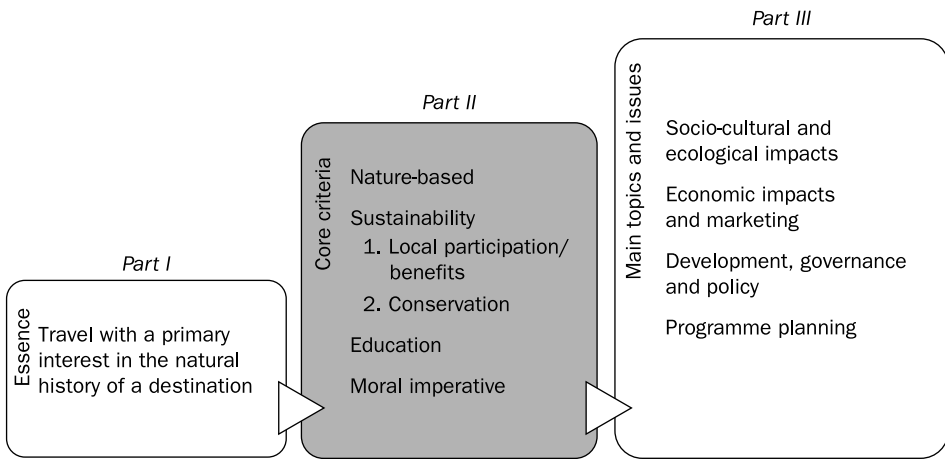 Part I
Essence
Travel with a primary
interest in the natural
history of a destination
Part II
Core criteria
Nature-based
Sustainability
1. Local participation/
benefits
2. Conservation
Education
Moral imperative
Part III
Main topics and issues
Socio-cultural and
ecological impacts
Economic impacts
and marketing
Development, governance
and policy
Programme planning